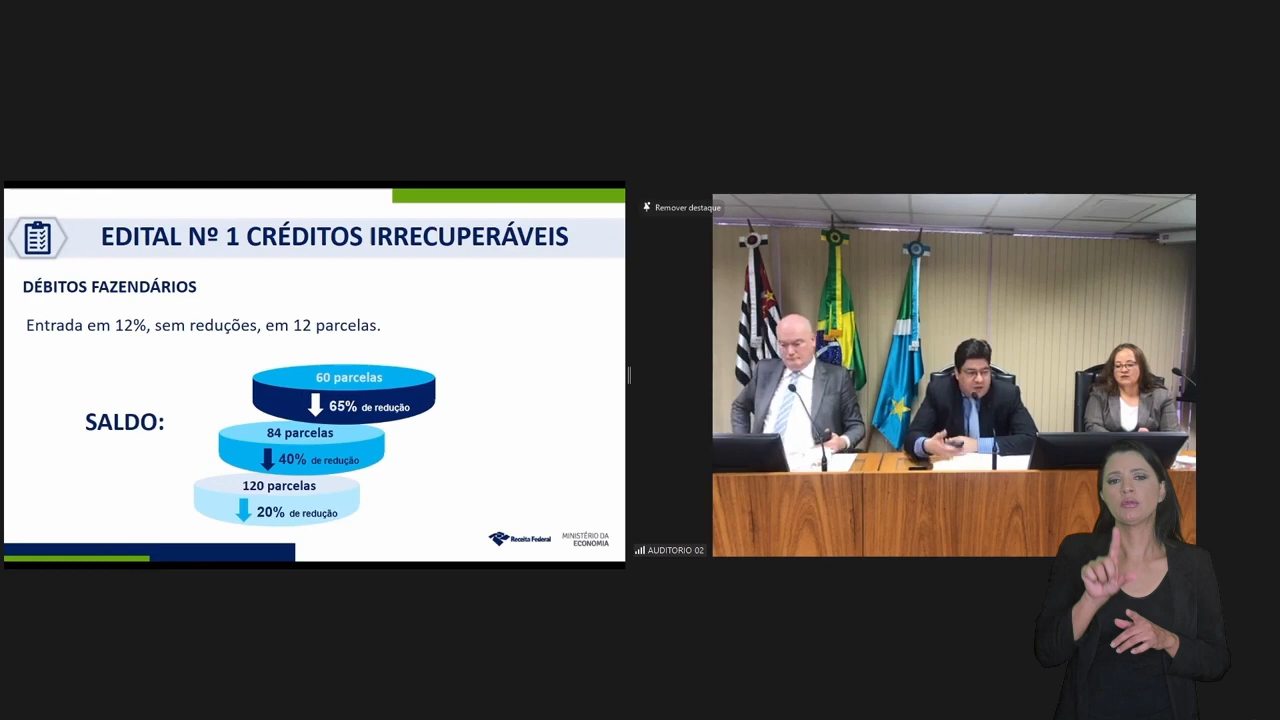 EDITAL Nº 1 CRÉDITOS IRRECUPERÁVEIS
DÉBITOS FAZENDÁRIOS
Entrada em 12%, sem reduções, em 12 parcelas.
SALDO:
60 parcelas
65% de redução
84 parcelas
40% de redução
120 parcelas
20% de redução
Receita Federal
MINISTÉRIO DA
ECONOMIA
Remover destaque
AUDITORIO 02